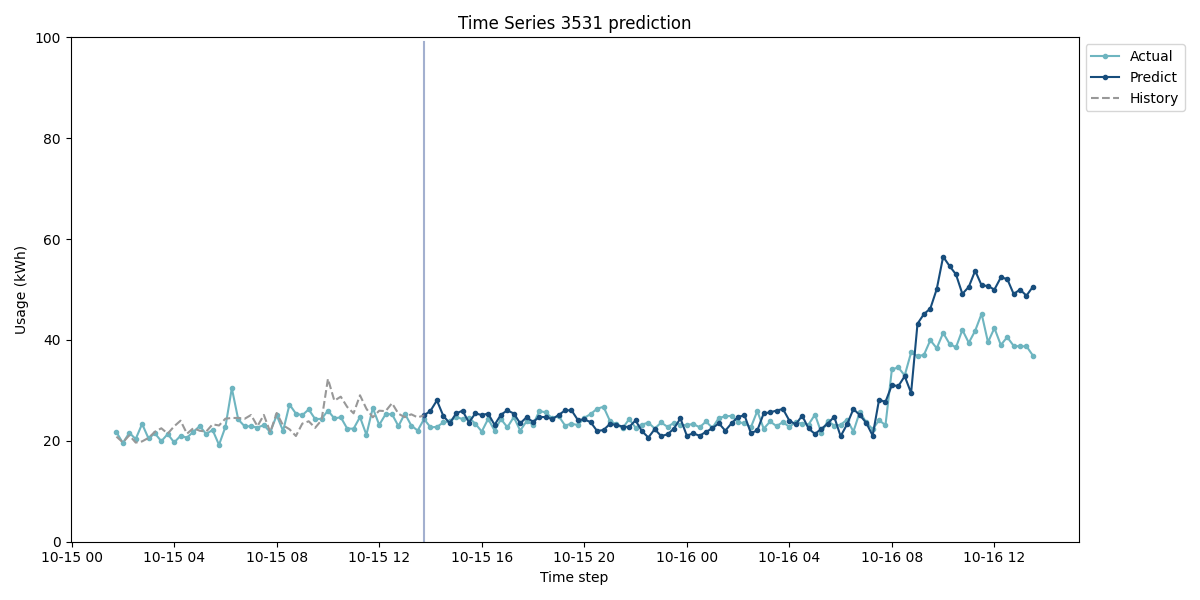 Time Series 3531 prediction
100
80
60
40
20
0
Usage (kWh)
10-15 00
10-15 04
10-15 08
10-15 12
10-15 16
10-15 20
10-16 00
10-16 04
10-16 08
10-16 12
Time step
Actual
Predict
History